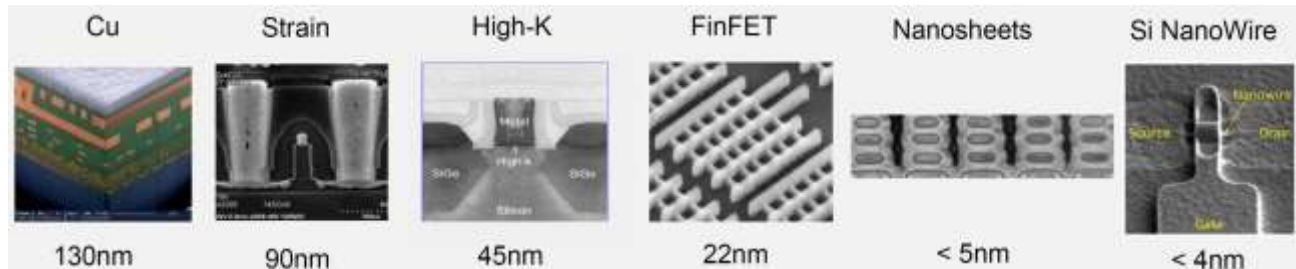 Cu
Strain
High-K
FinFET
Nanosheets
Si NanoWire
Metal
High-k
SiGe
SiGe
Silicon
Nanowire
Source
Drain
Gate
130nm
90nm
45nm
22nm
< 5nm
< 4nm